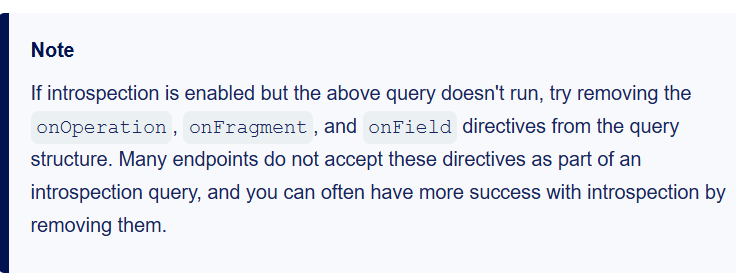 Note
If introspection is enabled but the above query doesn't run, try removing the
onOperation, onFragment, and onField directives from the query
structure. Many endpoints do not accept these directives as part of an
introspection query, and you can often have more success with introspection by
removing them.